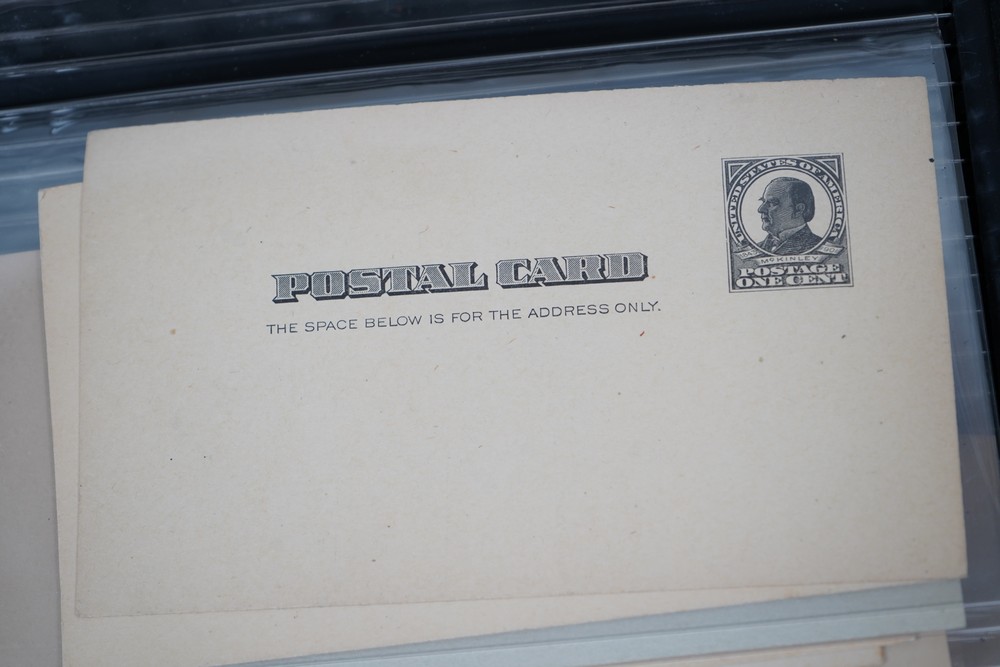 UNITED STATES OF AMERICA
McKINLEY
POSTAGE
ONE CENT
POSTAL CARD
THE SPACE BELOW IS FOR THE ADDRESS ONLY.